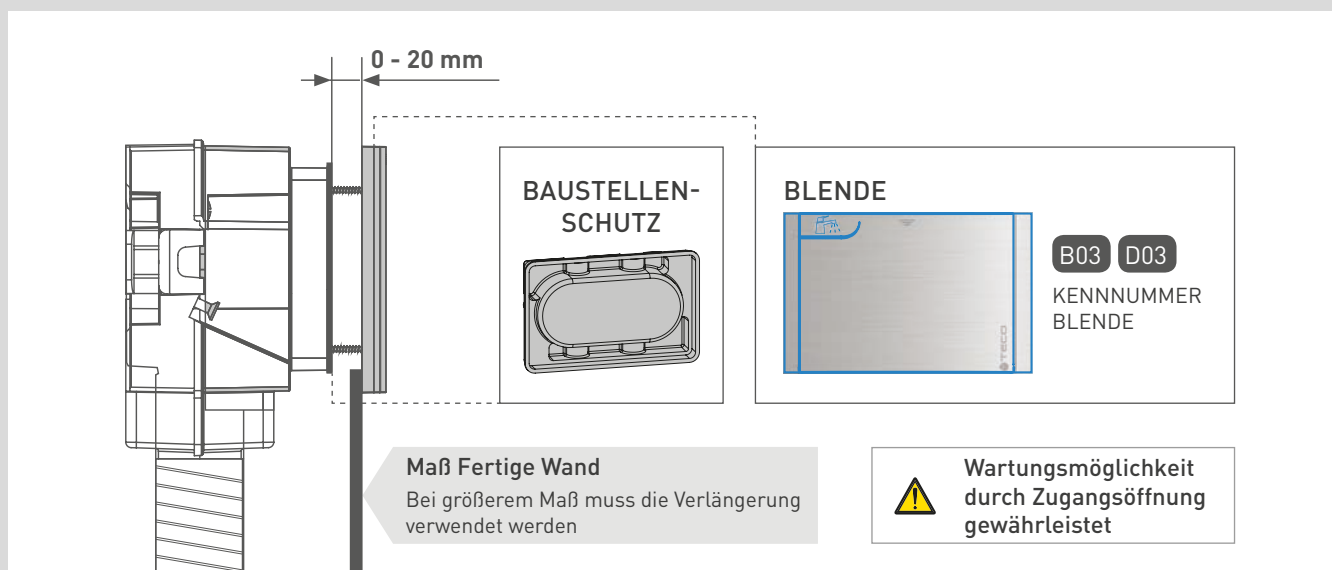 0 - 20 mm
BAUSTELLEN-
SCHUTZ
BLENDE
TECO
B03 D03
KENNNUMMER
BLENDE
Maß Fertige Wand
Bei größerem Maß muss die Verlängerung
verwendet werden
Wartungsmöglichkeit
durch Zugangsöffnung
gewährleistet